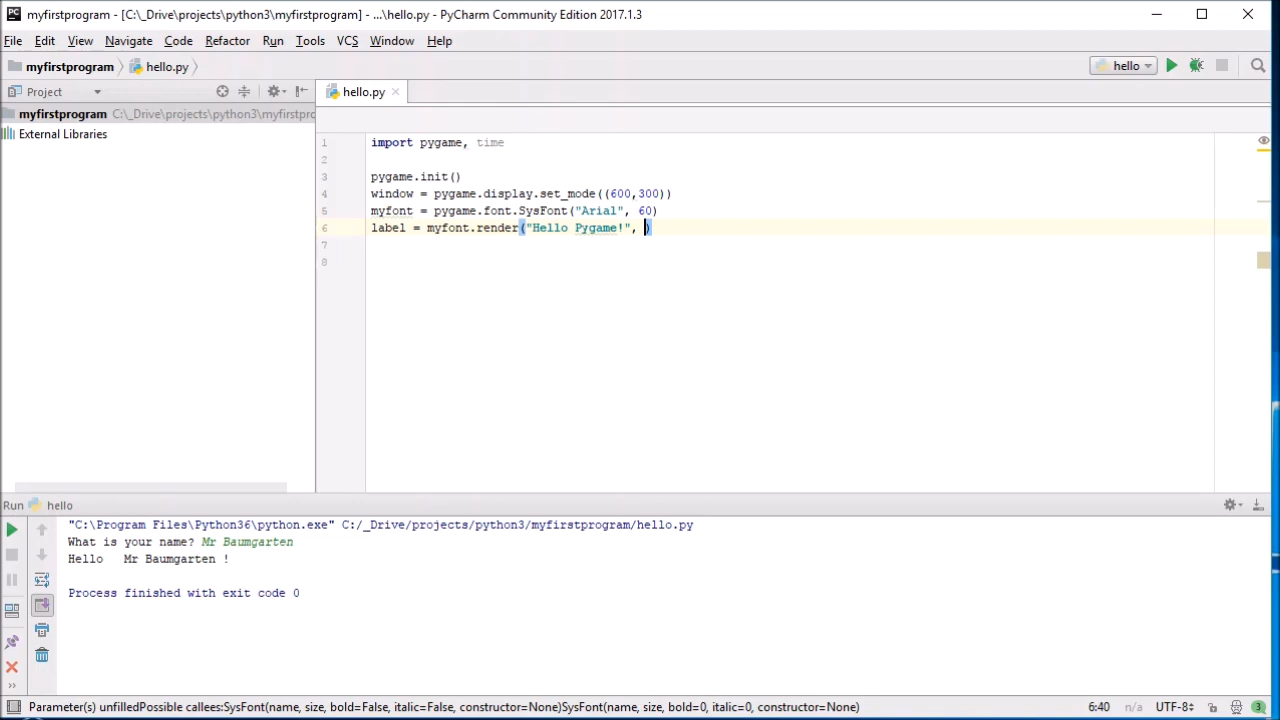 PC myfirstprogram - [C:\_Drive\projects\python3\myfirstprogram] - ...\hello.py - PyCharm Community Edition 2017.1.3
File Edit View Navigate Code Refactor Run Tools VCS Window Help
myfirstprogram hello.py hello
Project hello.py
myfirstprogram C:\_Drive\projects\python3\myfirstpro
External Libraries
1 import pygame, time
2
3 pygame.init()
4 window = pygame.display.set_mode((600,300))
5 myfont = pygame.font.SysFont("Arial", 60)
6 label = myfont.render("Hello Pygame!", )
7
8
Run hello
"C:\Program Files\Python36\python.exe" C:/_Drive/projects/python3/myfirstprogram/hello.py
What is your name? Mr Baumgarten
Hello   Mr Baumgarten !
Process finished with exit code 0
Parameter(s) unfilledPossible callees:SysFont(name, size, bold=False, italic=False, constructor=None)SysFont(name, size, bold=0, italic=0, constructor=None) 6:40 n/a UTF-8 3